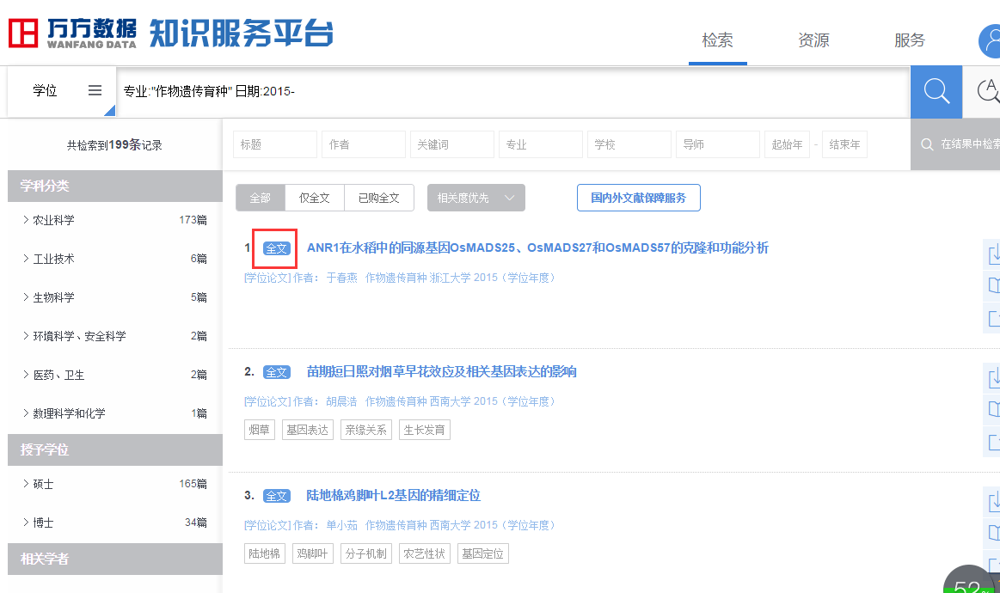 万方数据 知识服务平台
WANFANG DATA
检索 资源 服务
学位 专业:"作物遗传育种" 日期:2015-
A
共检索到199条记录
标题 作者 关键词 专业 学校 导师 起始年 - 结束年 在结果中检索
学科分类
全部 仅全文 已购全文 相关度优先 国内外文献保障服务
农业科学 173篇
工业技术 6篇
生物科学 5篇
环境科学、安全科学 2篇
医药、卫生 2篇
数理科学和化学 1篇
授予学位
硕士 165篇
博士 34篇
相关学者
1 全文 ANR1在水稻中的同源基因OsMADS25、OsMADS27和OsMADS57的克隆和功能分析
[学位论文] 作者： 于春燕 作物遗传育种 浙江大学 2015（学位年度）
2. 全文 苗期短日照对烟草早花效应及相关基因表达的影响
[学位论文] 作者： 胡晨浩 作物遗传育种 西南大学 2015（学位年度）
烟草 基因表达 亲缘关系 生长发育
3. 全文 陆地棉鸡脚叶L2基因的精细定位
[学位论文] 作者： 单小茹 作物遗传育种 西南大学 2015（学位年度）
陆地棉 鸡脚叶 分子机制 农艺性状 基因定位
52%